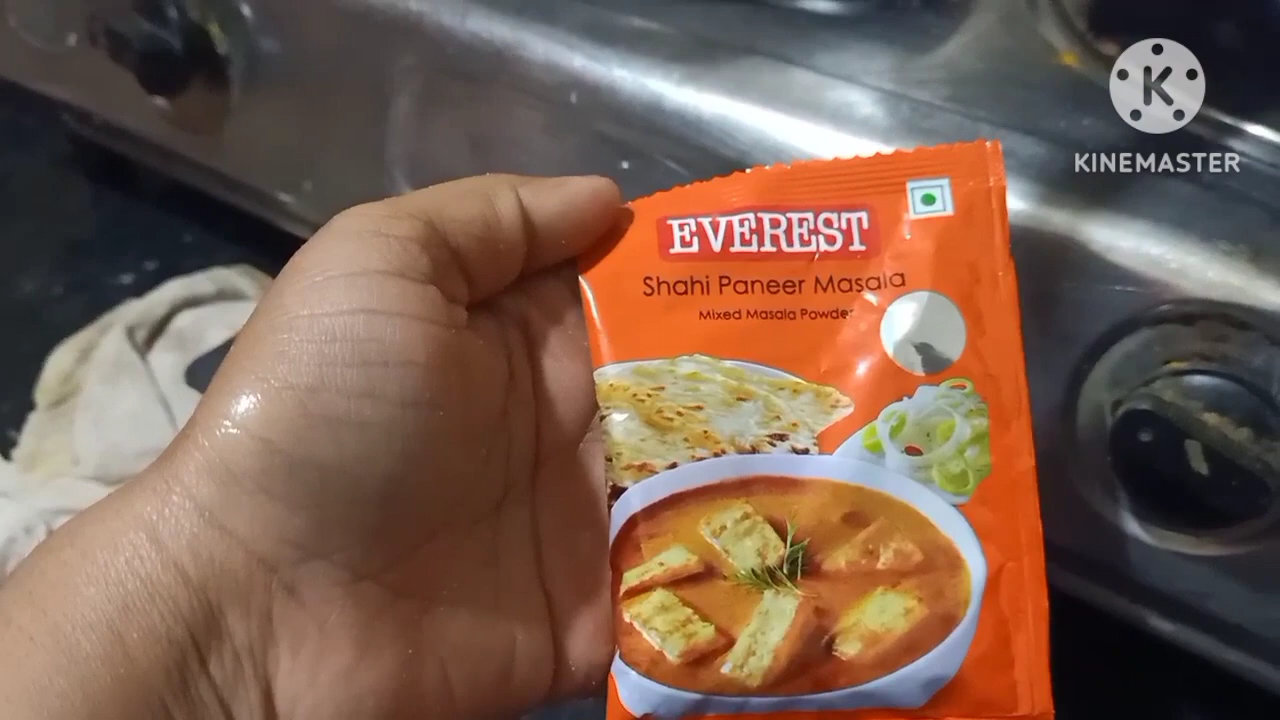 K
KINEMASTER
EVEREST
Shahi Paneer Masala
Mixed Masala Powder